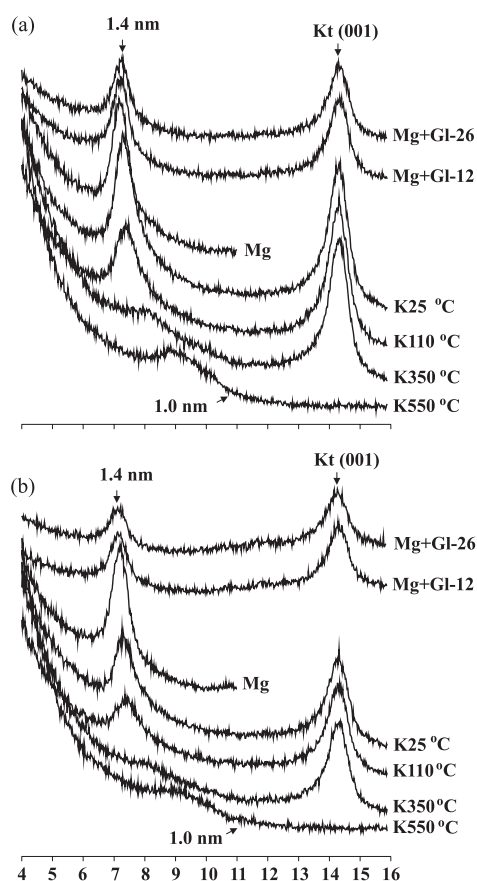 (a)
1.4 nm
Kt (001)
Mg+Gl-26
Mg+Gl-12
Mg
K25 °C
K110 °C
K350 °C
1.0 nm
K550 °C
(b)
1.4 nm
Kt (001)
Mg+Gl-26
Mg+Gl-12
Mg
K25 °C
K110 °C
K350 °C
K550 °C
1.0 nm
4 5 6 7 8 9 10 11 12 13 14 15 16